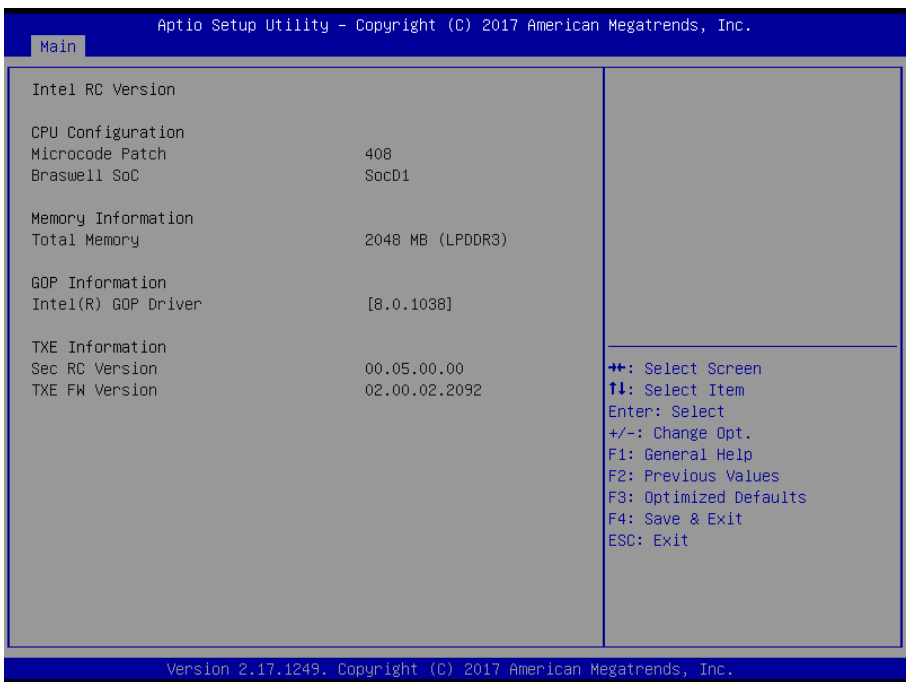 Aptio Setup Utility – Copyright (C) 2017 American Megatrends, Inc.
Main
Intel RC Version
CPU Configuration
Microcode Patch 408
Braswell SoC SocD1
Memory Information
Total Memory 2048 MB (LPDDR3)
GOP Information
Intel(R) GOP Driver [8.0.1038]
TXE Information
Sec RC Version 00.05.00.00
TXE FW Version 02.00.02.2092
→←: Select Screen
↑↓: Select Item
Enter: Select
+/-: Change Opt.
F1: General Help
F2: Previous Values
F3: Optimized Defaults
F4: Save & Exit
ESC: Exit
Version 2.17.1249. Copyright (C) 2017 American Megatrends, Inc.